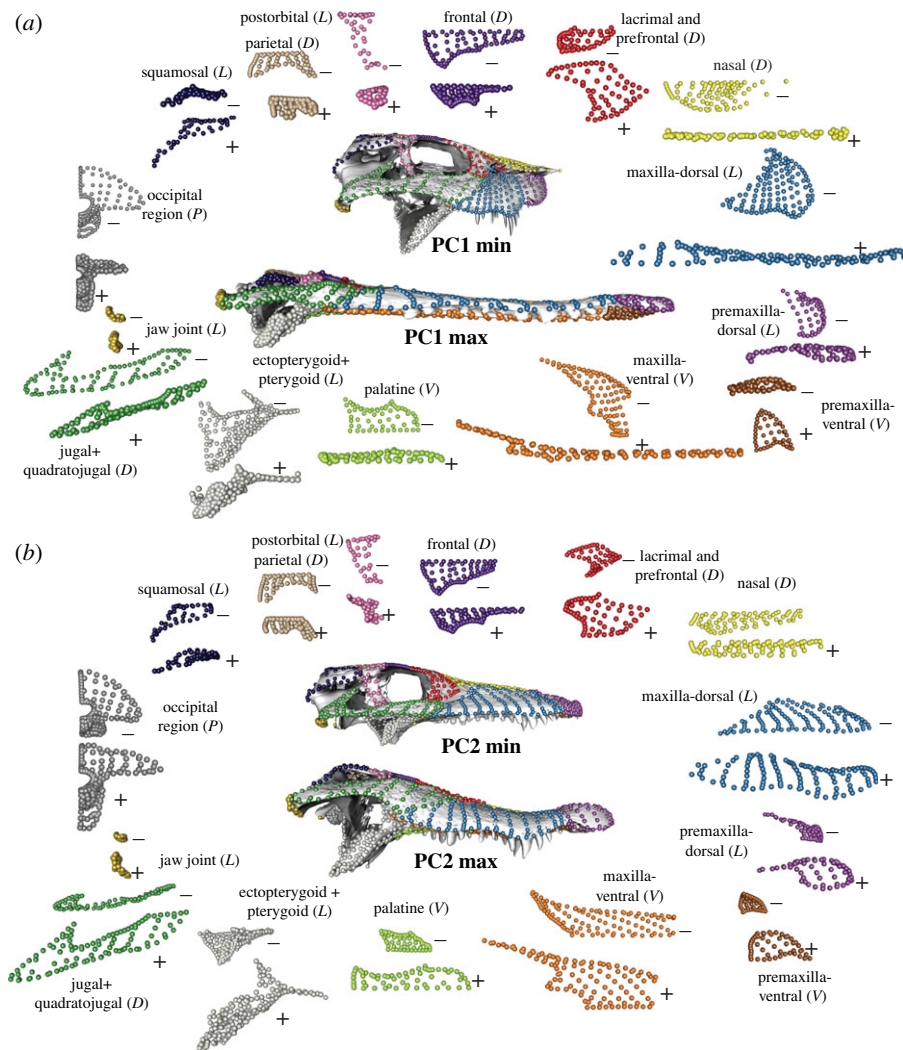 (a)
postorbital (L)
frontal (D)
lacrimal and
prefrontal (D)
parietal (D)
nasal (D)
squamosal (L)
− − − −
− −
+ + + +
+ +
maxilla-dorsal (L)
occipital
region (P)
−
−
PC1 min
+
+
−
+
jaw joint (L)
PC1 max
premaxilla-
dorsal (L)
−
+
−
ectopterygoid+
pterygoid (L)
−
maxilla-
ventral (V)
−
palatine (V)
−
−
premaxilla-
ventral (V)
+
+
jugal+
quadratojugal (D)
+
+
+
(b)
postorbital (L)
frontal (D)
parietal (D)
lacrimal and
prefrontal (D)
squamosal (L)
nasal (D)
− − − − −
+ + + + +
+
maxilla-dorsal (L)
occipital
region (P)
−
−
PC2 min
+
+
−
+
jaw joint (L)
PC2 max
premaxilla-
dorsal (L)
−
+
−
ectopterygoid +
pterygoid (L)
−
palatine (V)
−
maxilla-
ventral (V)
−
−
+
jugal+
quadratojugal (D)
+
+
+
+
premaxilla-
ventral (V)